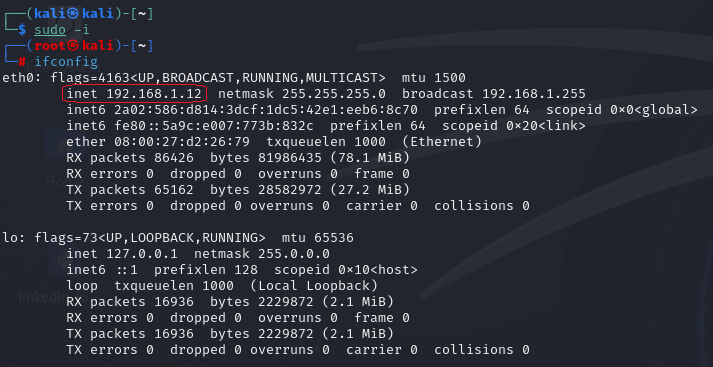 ┌──(kali㉿kali)-[~]
└─$ sudo -i
┌──(root㉿kali)-[~]
└─# ifconfig
eth0: flags=4163<UP,BROADCAST,RUNNING,MULTICAST>  mtu 1500
        inet 192.168.1.12  netmask 255.255.255.0  broadcast 192.168.1.255
        inet6 2a02:586:d814:3dcf:1dc5:42e1:eeb6:8c70  prefixlen 64  scopeid 0×0<global>
        inet6 fe80::5a9c:e007:773b:832c  prefixlen 64  scopeid 0×20<link>
        ether 08:00:27:d2:26:79  txqueuelen 1000  (Ethernet)
        RX packets 86426  bytes 81986435 (78.1 MiB)
        RX errors 0  dropped 0  overruns 0  frame 0
        TX packets 65162  bytes 28582972 (27.2 MiB)
        TX errors 0  dropped 0 overruns 0  carrier 0  collisions 0

lo: flags=73<UP,LOOPBACK,RUNNING>  mtu 65536
        inet 127.0.0.1  netmask 255.0.0.0
        inet6 ::1  prefixlen 128  scopeid 0×10<host>
        loop  txqueuelen 1000  (Local Loopback)
        RX packets 16936  bytes 2229872 (2.1 MiB)
        RX errors 0  dropped 0  overruns 0  frame 0
        TX packets 16936  bytes 2229872 (2.1 MiB)
        TX errors 0  dropped 0 overruns 0  carrier 0  collisions 0